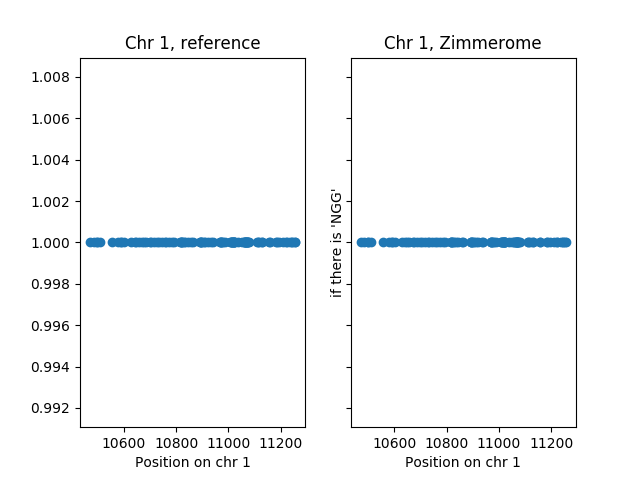 Chr 1, reference
Chr 1, Zimmerome
1.008
1.006
1.004
1.002
1.000
0.998
0.996
0.994
0.992
if there is 'NGG'
10600 10800 11000 11200
10600 10800 11000 11200
Position on chr 1
Position on chr 1